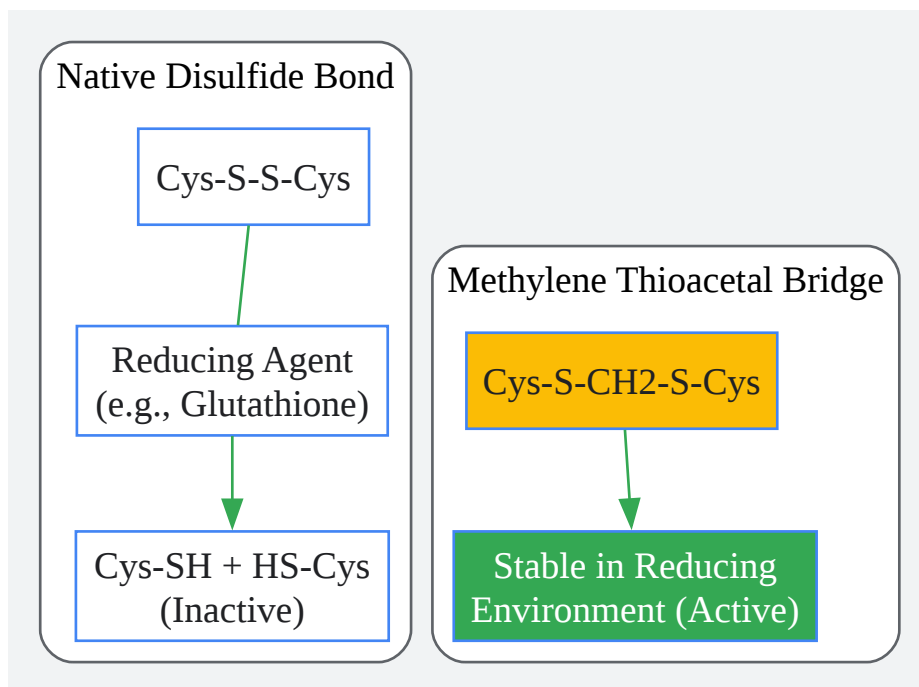 Native Disulfide Bond
Cys-S-S-Cys
Reducing Agent
(e.g., Glutathione)
Cys-SH + HS-Cys
(Inactive)
Methylene Thioacetal Bridge
Cys-S-CH2-S-Cys
Stable in Reducing
Environment (Active)